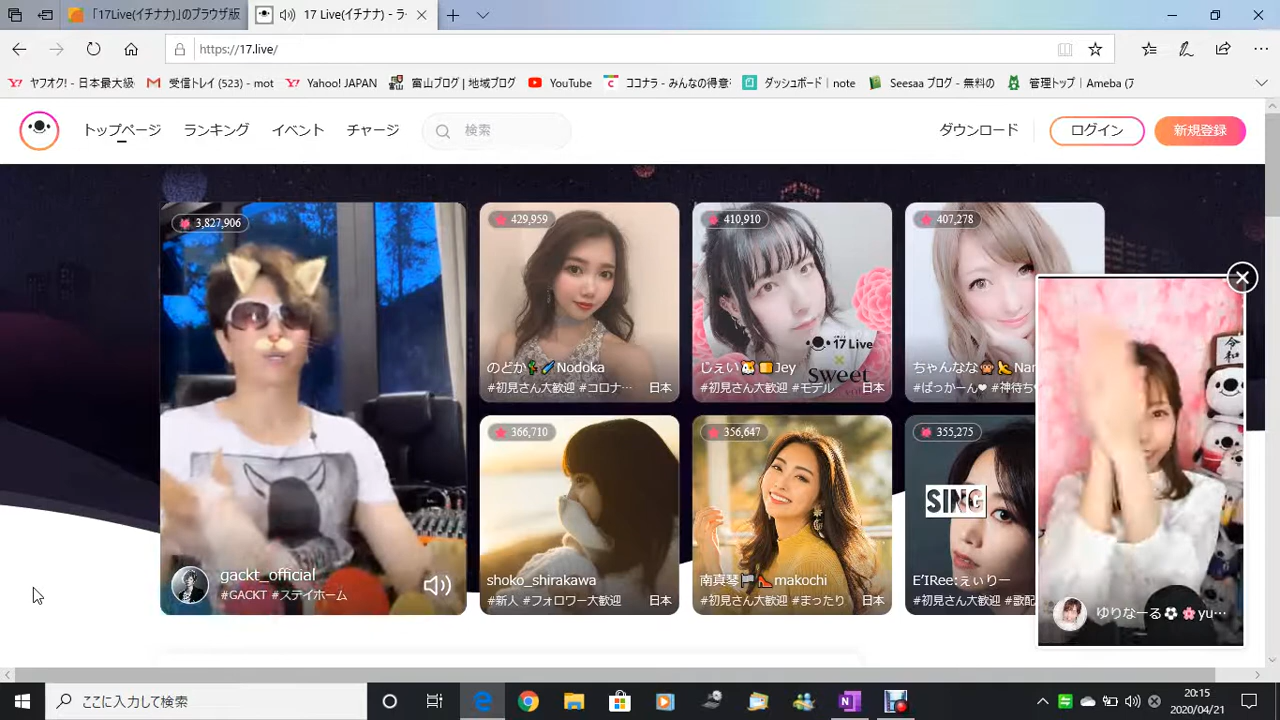 「17Live(イチナナ)」のブラウザ版
17 Live(イチナナ) - ラ
https://17.live/
ヤフオク! - 日本最大級
受信トレイ (523) - mot
Yahoo! JAPAN
富山ブログ | 地域ブログ
YouTube
ココナラ - みんなの得意
ダッシュボード | note
Seesaa ブログ - 無料の
管理トップ | Ameba (ア
トップページ
ランキング
イベント
チャージ
検索
ダウンロード
ログイン
新規登録
3,827,906
429,959
410,910
407,278
令和
17 Live
×
Sweet
のどか🌵🍼Nodoka
#初見さん大歓迎 #コロナ…
日本
じぇい🐹🍞Jey
#初見さん大歓迎 #モデル
日本
ちゃんなな🙊🍌Nar
#ぱっかーん❤ #神待ち
366,710
356,647
355,275
SING
gackt_official
#GACKT #ステイホーム
shoko_shirakawa
#新人 #フォロワー大歓迎
日本
南真琴🏳👠makochi
#初見さん大歓迎 #まったり
日本
E'IRee:ぇぃりー
#初見さん大歓迎 #歌配
ゆりなーる⚽🌸yu…
ここに入力して検索
20:15
2020/04/21